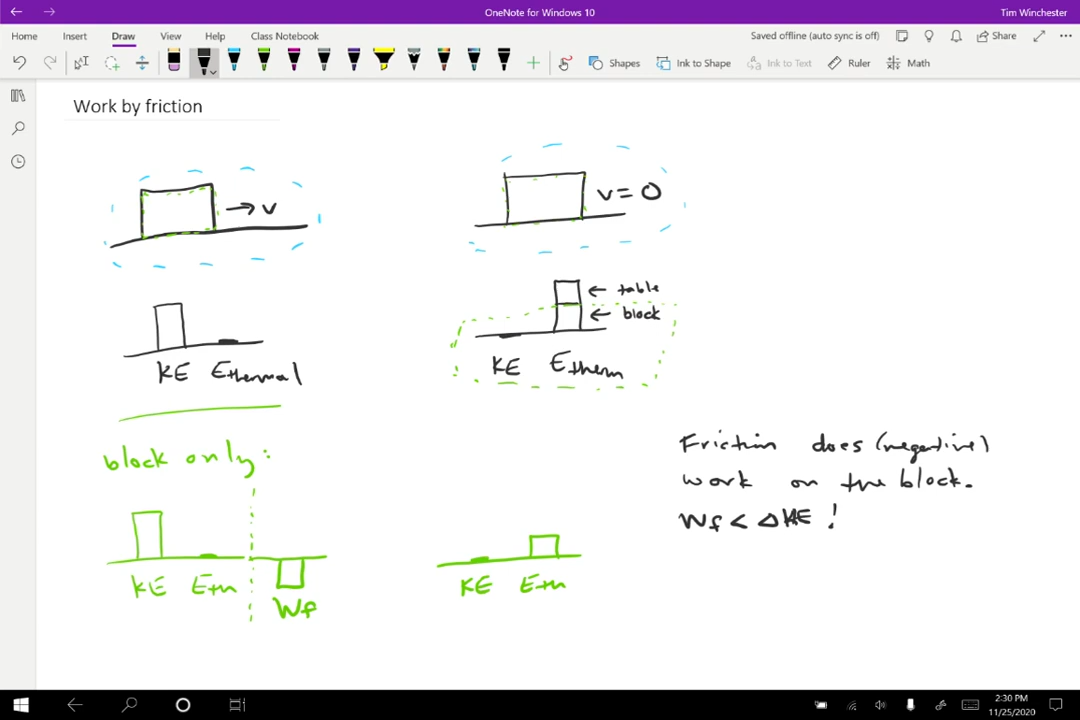 OneNote for Windows 10
Tim Winchester
Home Insert Draw View Help Class Notebook
Saved offline (auto sync is off) Share
Shapes Ink to Shape Ink to Text Ruler Math
Work by friction
→ v
v = 0
← table
← block
KE Ethermal
KE Etherm
block only:
Friction does (negative)
work on the block.
Wf < ΔKE !
KE Eth Wf
KE Eth
2:30 PM
11/25/2020